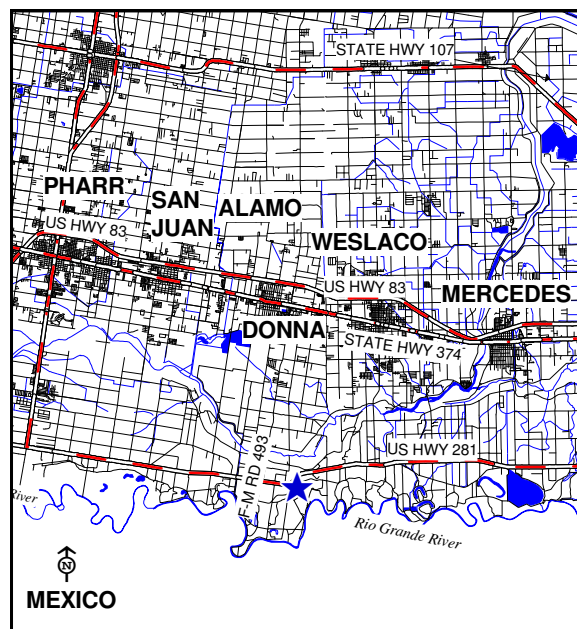 STATE HWY 107
PHARR
SAN
JUAN
ALAMO
US HWY 83
WESLACO
US HWY 83
MERCEDES
DONNA
STATE HWY 374
F-M RD 493
US HWY 281
River
Rio Grande River
N
MEXICO